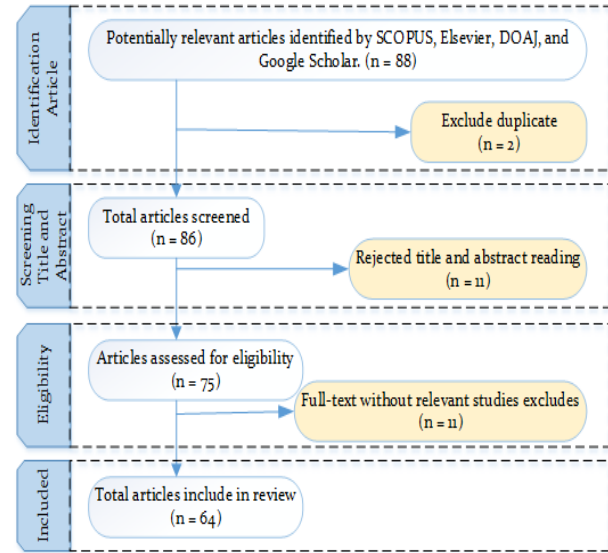 Identification
Article
Potentially relevant articles identified by SCOPUS, Elsevier, DOAJ, and
Google Scholar. (n = 88)
Exclude duplicate
(n = 2)
Screening
Title and
Abstract
Total articles screened
(n = 86)
Rejected title and abstract reading
(n = 11)
Eligibility
Articles assessed for eligibility
(n = 75)
Full-text without relevant studies excludes
(n = 11)
Included
Total articles include in review
(n = 64)